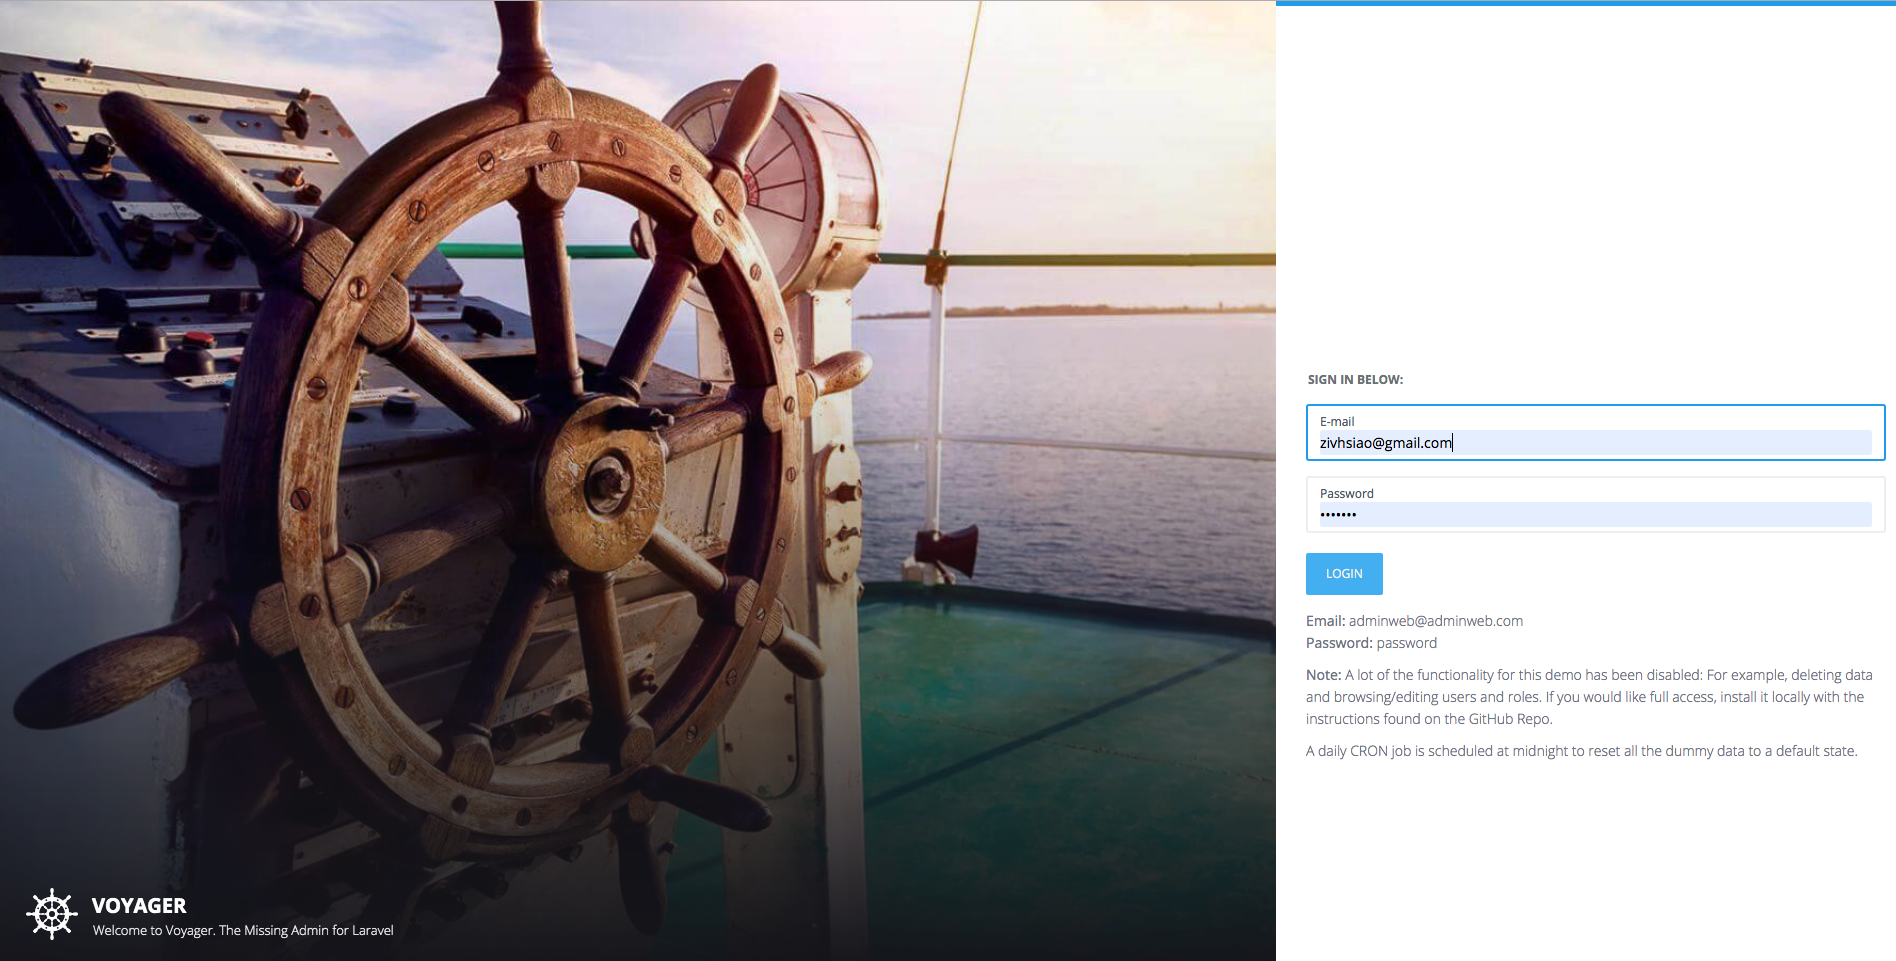 SIGN IN BELOW:
E-mail
zivhsiao@gmail.com
Password
•••••••
LOGIN
Email: adminweb@adminweb.com
Password: password
Note: A lot of the functionality for this demo has been disabled: For example, deleting data
and browsing/editing users and roles. If you would like full access, install it locally with the
instructions found on the GitHub Repo.
A daily CRON job is scheduled at midnight to reset all the dummy data to a default state.
VOYAGER
Welcome to Voyager. The Missing Admin for Laravel